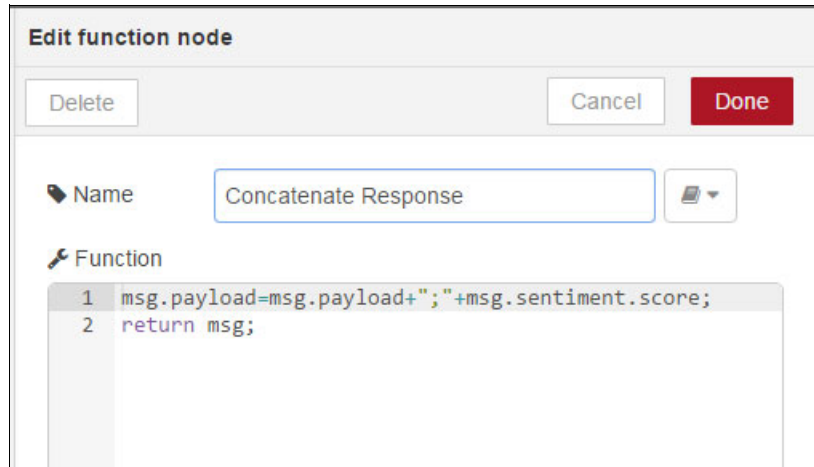 Edit function node
Delete Cancel Done
Name Concatenate Response
Function
1 msg.payload=msg.payload+";"+msg.sentiment.score;
2 return msg;